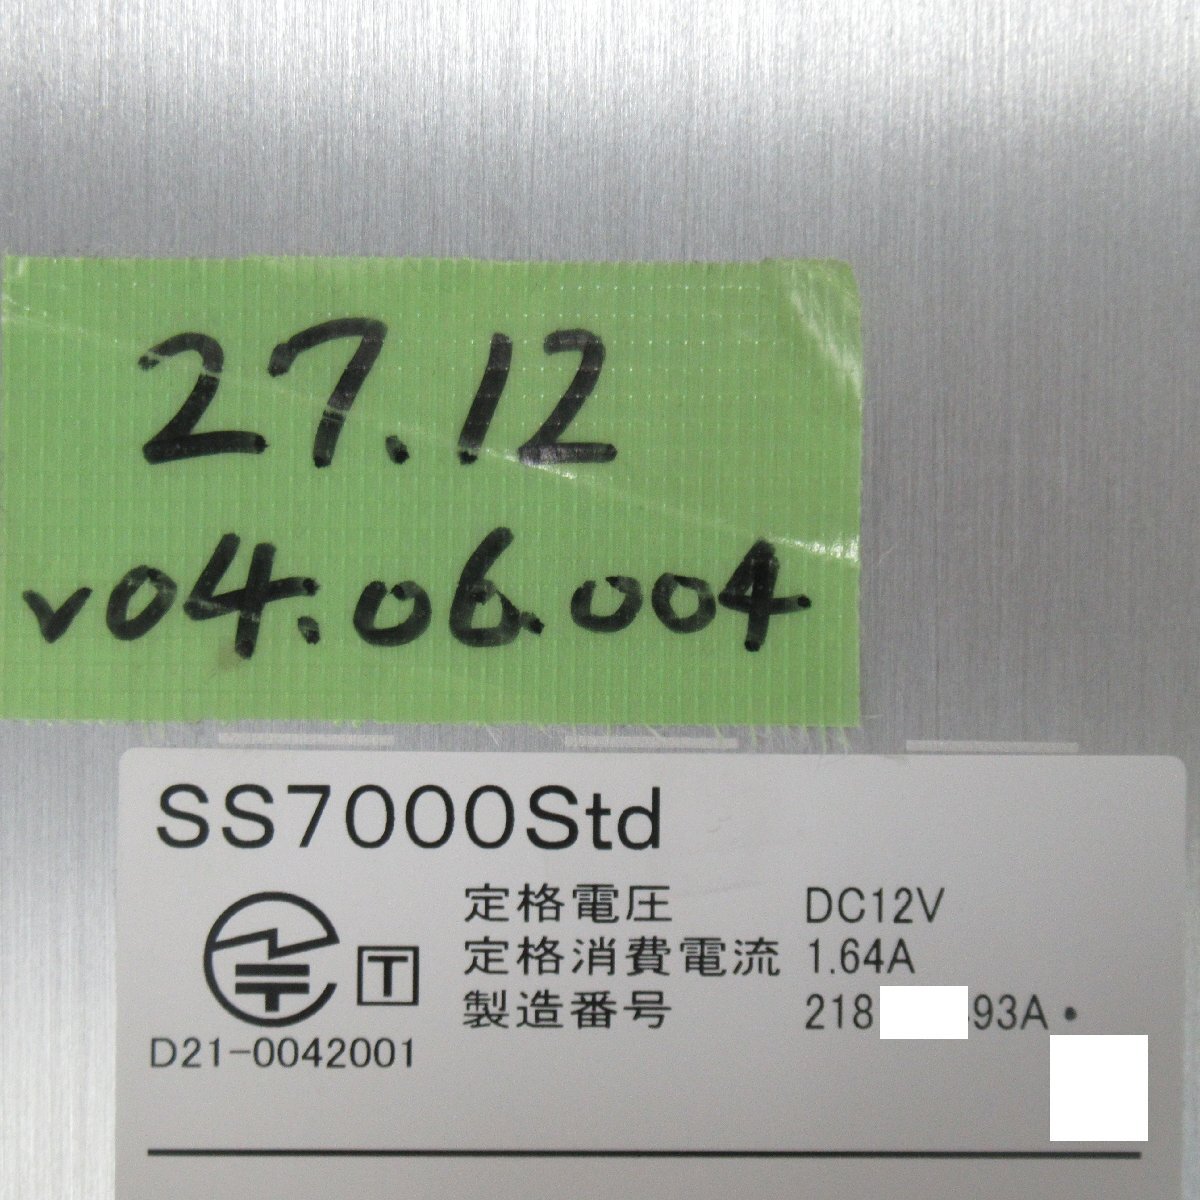 27.12
v04.06.004
SS7000Std
定格電圧 DC12V
定格消費電流 1.64A
製造番号 218 93A
T
D21-0042001